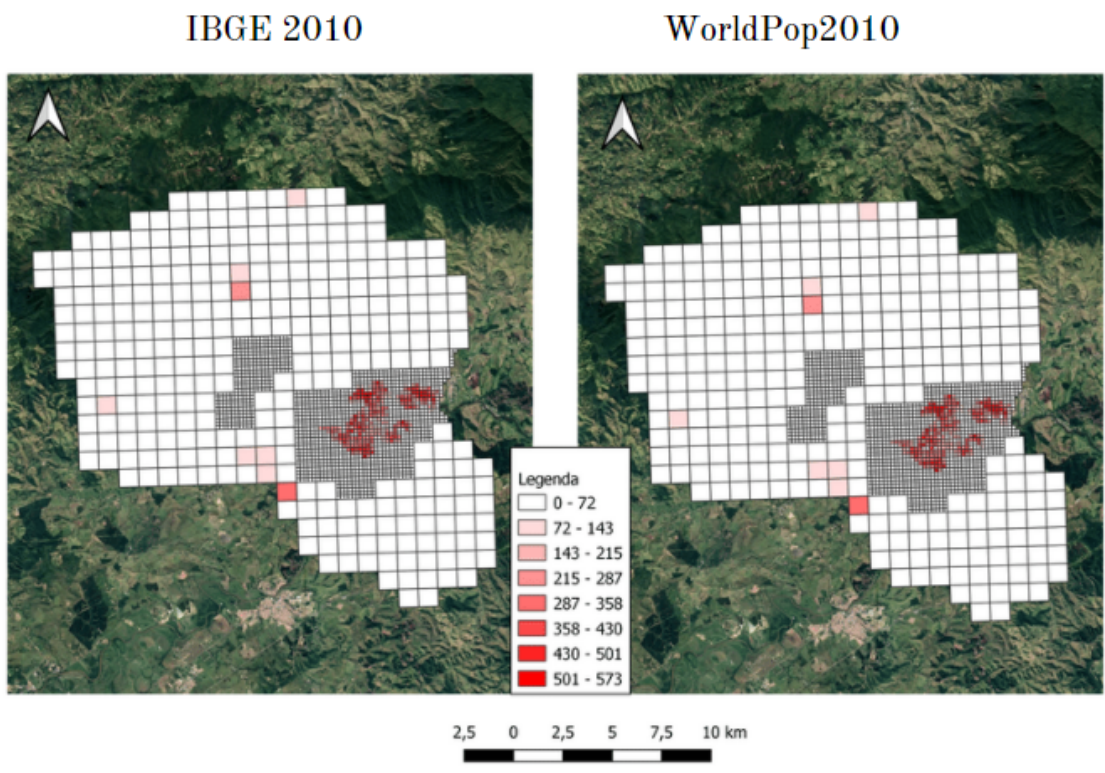 IBGE 2010
WorldPop2010
Legenda
0 - 72
72 - 143
143 - 215
215 - 287
287 - 358
358 - 430
430 - 501
501 - 573
2,5 0 2,5 5 7,5 10 km